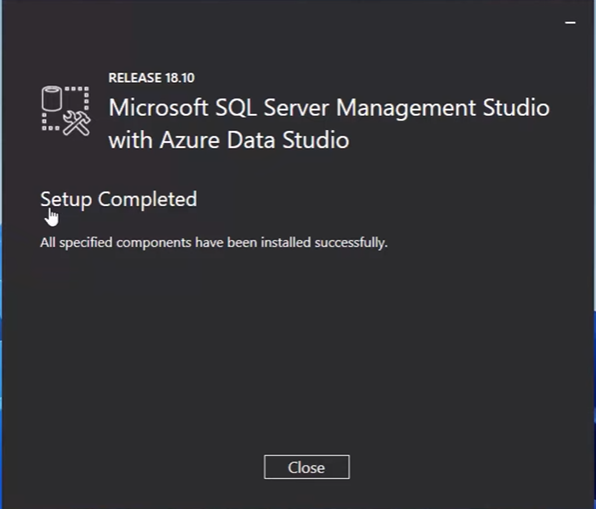 RELEASE 18.10
Microsoft SQL Server Management Studio
with Azure Data Studio
Setup Completed
All specified components have been installed successfully.
Close